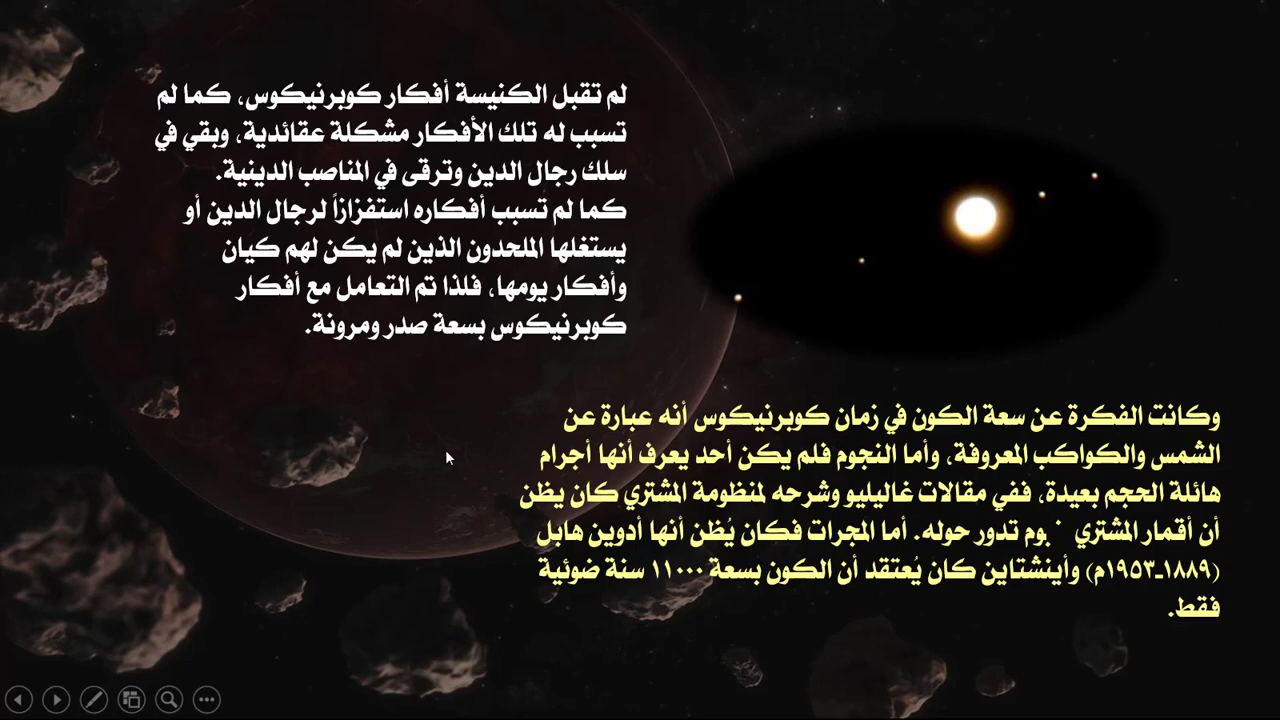 لم تقبل الكنيسة أفكار كوبرنيكوس، كما لم
تسبب له تلك الأفكار مشكلة عقائدية، وبقي في
سلك رجال الدين وترقى في المناصب الدينية.
كما لم تسبب أفكاره استفزازاً لرجال الدين أو
يستغلها الملحدون الذين لم يكن لهم كيان
وأفكار يومها، فلذا تم التعامل مع أفكار
كوبرنيكوس بسعة صدر ومرونة.
وكانت الفكرة عن سعة الكون في زمان كوبرنيكوس أنه عبارة عن
الشمس والكواكب المعروفة، وأما النجوم فلم يكن أحد يعرف أنها أجرام
هائلة الحجم بعيدة، ففي مقالات غاليليو وشرحه لمنظومة المشتري كان يظن
أن أقمار المشتري تدور حوله. أما المجرات فكان يُظن أنها أدوين هابل
(١٨٨٩ـ١٩٥٣م) وأينشتاين كان يُعتقد أن الكون بسعة ١١٠٠٠ سنة ضوئية
فقط.